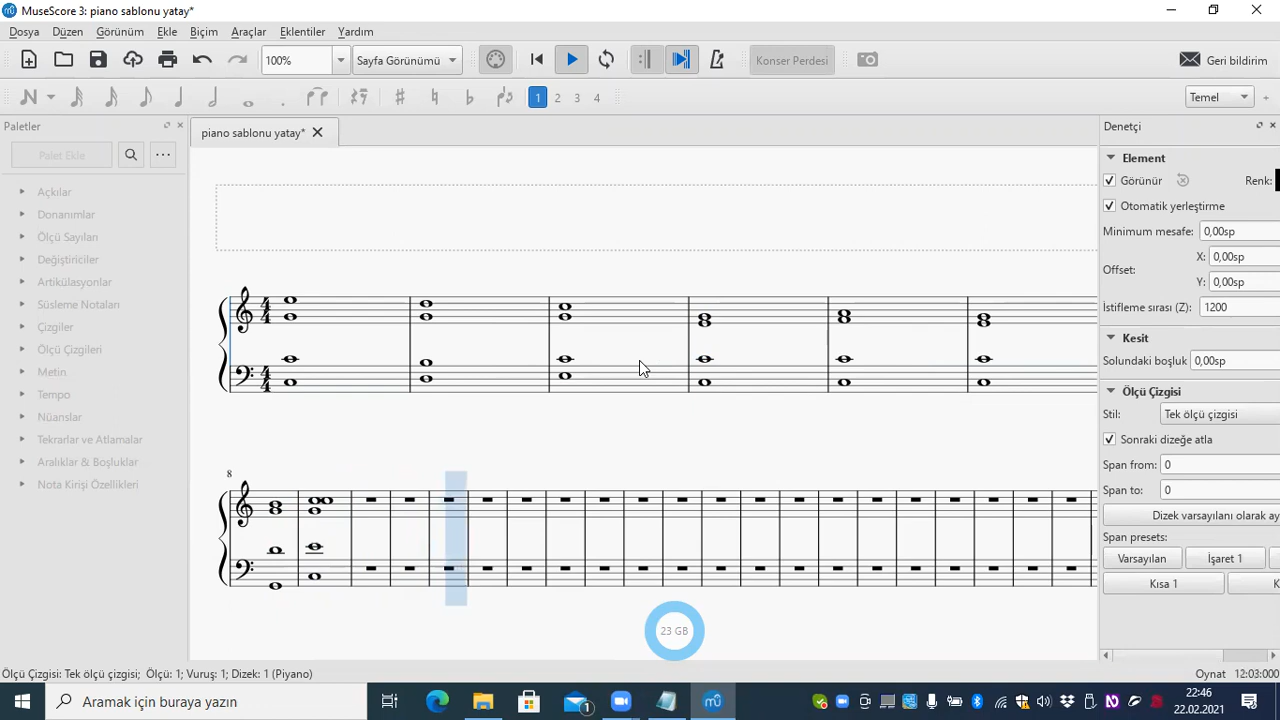 MuseScore 3: piano sablonu yatay*
Dosya Düzen Görünüm Ekle Biçim Araçlar Eklentiler Yardım
100% Sayfa Görünümü Konser Perdesi Geri bildirim
1 2 3 4 Temel
Paletler
piano sablonu yatay*
Denetçi
Palet Ekle
Açkılar
Donanımlar
Ölçü Sayıları
Değiştiriciler
Artikülasyonlar
Süsleme Notaları
Çizgiler
Ölçü Çizgileri
Metin
Tempo
Nüanslar
Tekrarlar ve Atlamalar
Aralıklar & Boşluklar
Nota Kirişi Özellikleri
8
23 GB
Element
Görünür Renk:
Otomatik yerleştirme
Minimum mesafe: 0,00sp
X: 0,00sp
Offset:
Y: 0,00sp
İstifleme sırası (Z): 1200
Kesit
Solundaki boşluk 0,00sp
Ölçü Çizgisi
Stil: Tek ölçü çizgisi
Sonraki dizeğe atla
Span from: 0
Span to: 0
Dizek varsayılanı olarak ay
Span presets:
Varsayılan İşaret 1
Kısa 1 K
Ölçü Çizgisi: Tek ölçü çizgisi; Ölçü: 1; Vuruş: 1; Dizek: 1 (Piyano) Oynat 12:03:000
Aramak için buraya yazın
1
22:46
22.02.2021